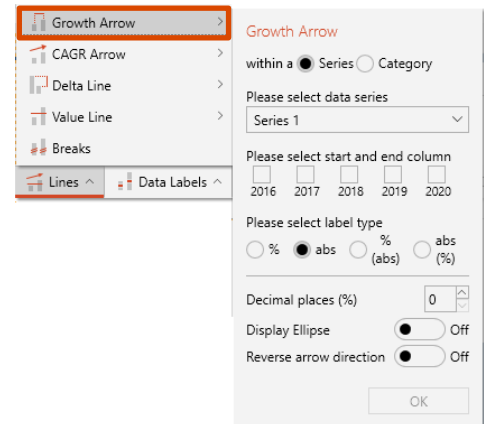 Growth Arrow
CAGR Arrow
Delta Line
Value Line
Breaks
Lines
Data Labels
Growth Arrow
within a Series Category
Please select data series
Series 1
Please select start and end column
2016 2017 2018 2019 2020
Please select label type
% abs % (abs) abs (%)
Decimal places (%) 0
Display Ellipse Off
Reverse arrow direction Off
OK